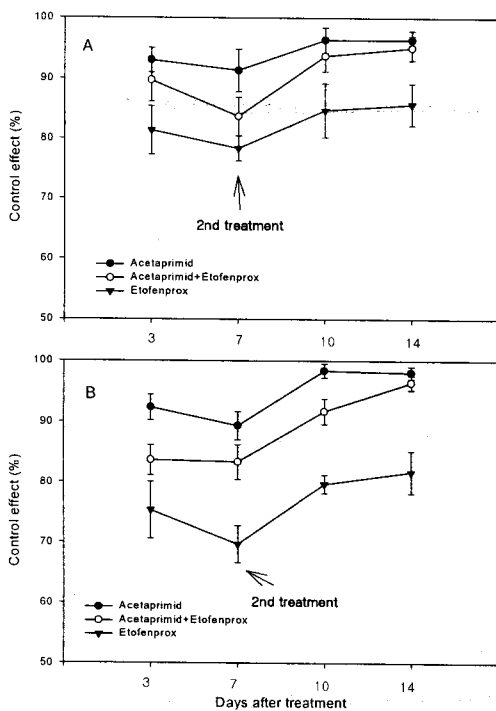 100
A
90
80
70
60
50
Control effect (%)
2nd treatment
Acetaprimid
Acetaprimid+Etofenprox
Etofenprox
3
7
10
14
100
B
90
80
70
60
50
Control effect (%)
2nd treatment
Acetaprimid
Acetaprimid+Etofenprox
Etofenprox
3
7
10
14
Days after treatment